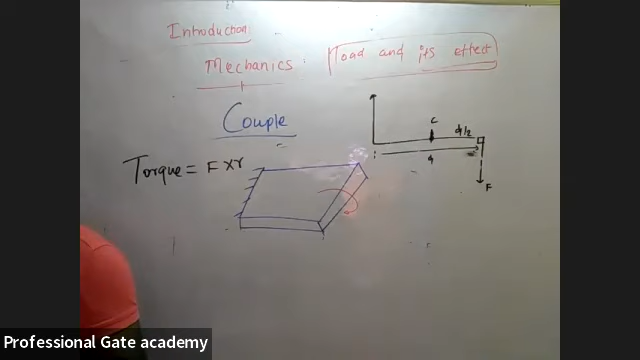 Introduction
Mechanics : load and its effect
Couple
Torque = F x r
C
d/2
d
F
Professional Gate academy